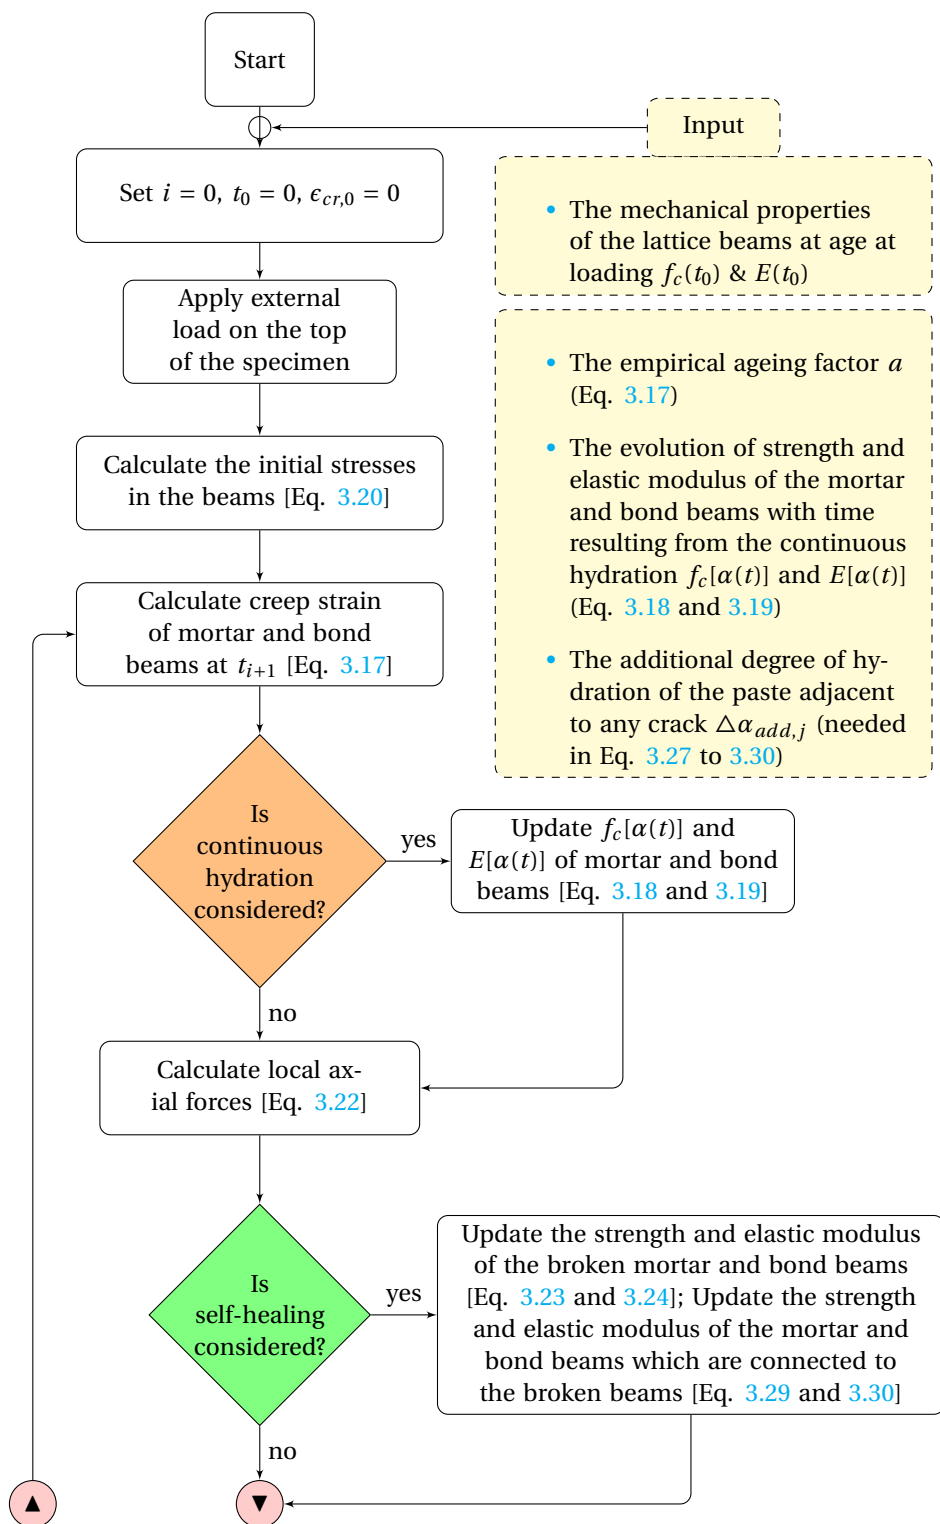 Start
Input
Set i = 0, t₀ = 0, ϵ_{cr,0} = 0
• The mechanical properties
of the lattice beams at age at
loading f_c(t₀) & E(t₀)
Apply external
load on the top
of the specimen
• The empirical ageing factor a
(Eq. 3.17)
• The evolution of strength and
elastic modulus of the mortar
and bond beams with time
resulting from the continuous
hydration f_c[α(t)] and E[α(t)]
(Eq. 3.18 and 3.19)
• The additional degree of hy-
dration of the paste adjacent
to any crack △α_{add,j} (needed
in Eq. 3.27 to 3.30)
Calculate the initial stresses
in the beams [Eq. 3.20]
Calculate creep strain
of mortar and bond
beams at t_{i+1} [Eq. 3.17]
Is
continuous
hydration
considered?
yes
Update f_c[α(t)] and
E[α(t)] of mortar and bond
beams [Eq. 3.18 and 3.19]
no
Calculate local ax-
ial forces [Eq. 3.22]
Is
self-healing
considered?
yes
Update the strength and elastic modulus
of the broken mortar and bond beams
[Eq. 3.23 and 3.24]; Update the strength
and elastic modulus of the mortar and
bond beams which are connected to
the broken beams [Eq. 3.29 and 3.30]
no
▲
▼